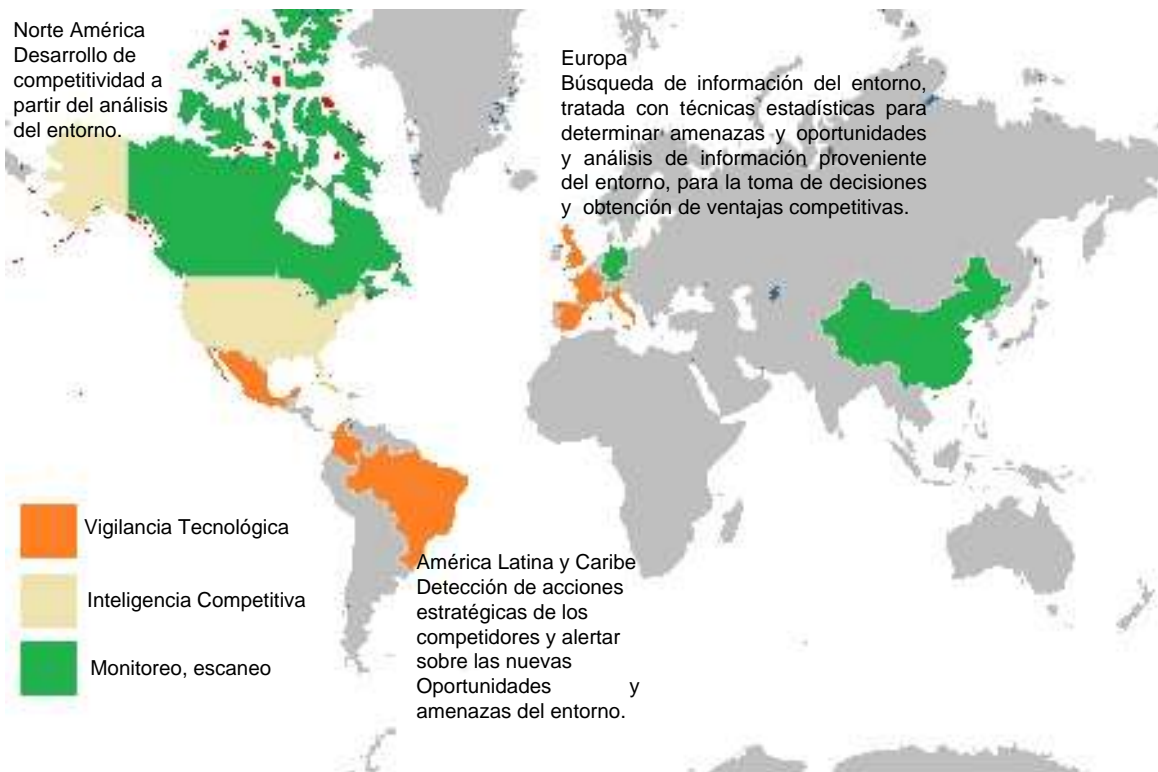 Norte América
Desarrollo de
competitividad a
partir del análisis
del entorno.
Europa
Búsqueda de información del entorno,
tratada con técnicas estadísticas para
determinar amenazas y oportunidades
y análisis de información proveniente
del entorno, para la toma de decisiones
y obtención de ventajas competitivas.
Vigilancia Tecnológica
Inteligencia Competitiva
Monitoreo, escaneo
América Latina y Caribe
Detección de acciones
estratégicas de los
competidores y alertar
sobre las nuevas
Oportunidades y
amenazas del entorno.